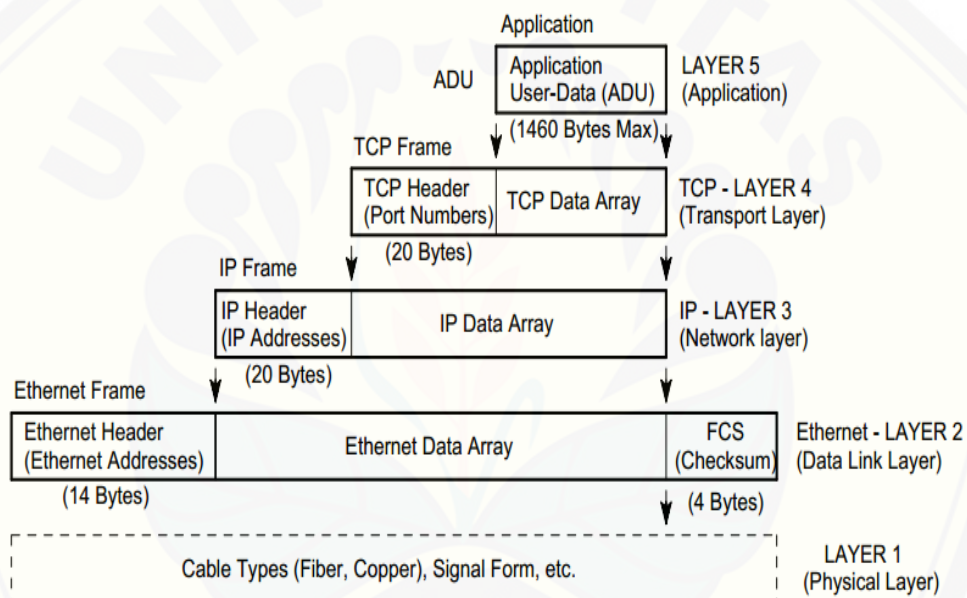 UNIVERSITAS
Application
ADU
Application
User-Data (ADU)
LAYER 5
(Application)
(1460 Bytes Max)
TCP Frame
TCP Header
(Port Numbers)
TCP Data Array
TCP - LAYER 4
(Transport Layer)
(20 Bytes)
IP Frame
IP Header
(IP Addresses)
IP Data Array
IP - LAYER 3
(Network layer)
(20 Bytes)
Ethernet Frame
Ethernet Header
(Ethernet Addresses)
Ethernet Data Array
FCS
(Checksum)
Ethernet - LAYER 2
(Data Link Layer)
(14 Bytes)
(4 Bytes)
Cable Types (Fiber, Copper), Signal Form, etc.
LAYER 1
(Physical Layer)